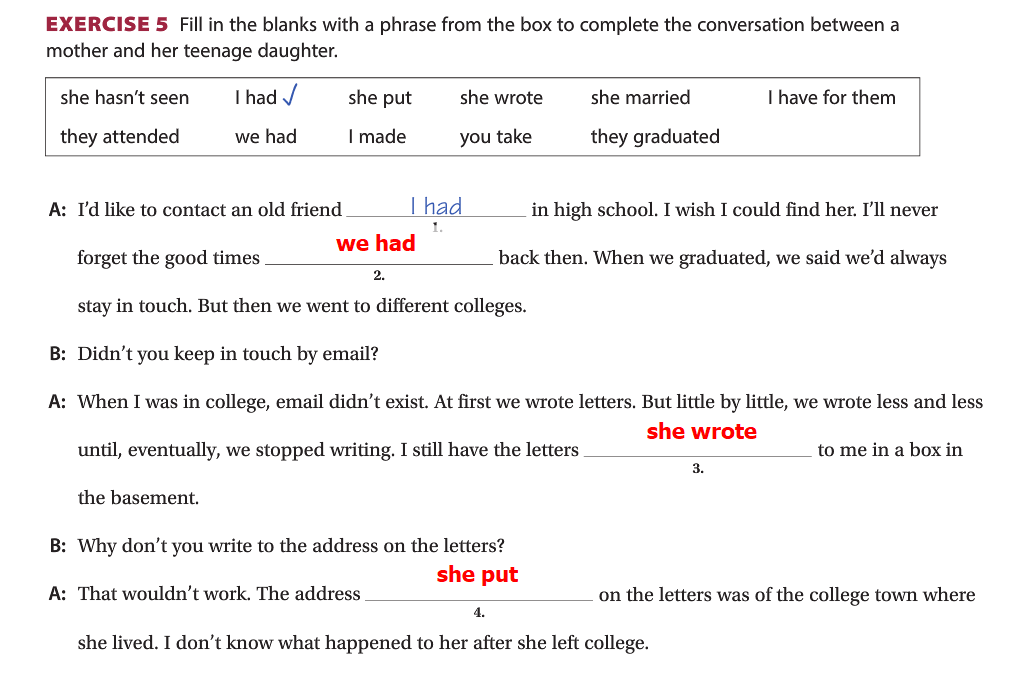 EXERCISE 5 Fill in the blanks with a phrase from the box to complete the conversation between a
mother and her teenage daughter.
she hasn't seen I had ✓ she put she wrote she married I have for them
they attended we had I made you take they graduated
A: I'd like to contact an old friend I had in high school. I wish I could find her. I'll never
1.
forget the good times we had back then. When we graduated, we said we'd always
2.
stay in touch. But then we went to different colleges.
B: Didn't you keep in touch by email?
A: When I was in college, email didn't exist. At first we wrote letters. But little by little, we wrote less and less
until, eventually, we stopped writing. I still have the letters she wrote to me in a box in
3.
the basement.
B: Why don't you write to the address on the letters?
A: That wouldn't work. The address she put on the letters was of the college town where
4.
she lived. I don't know what happened to her after she left college.